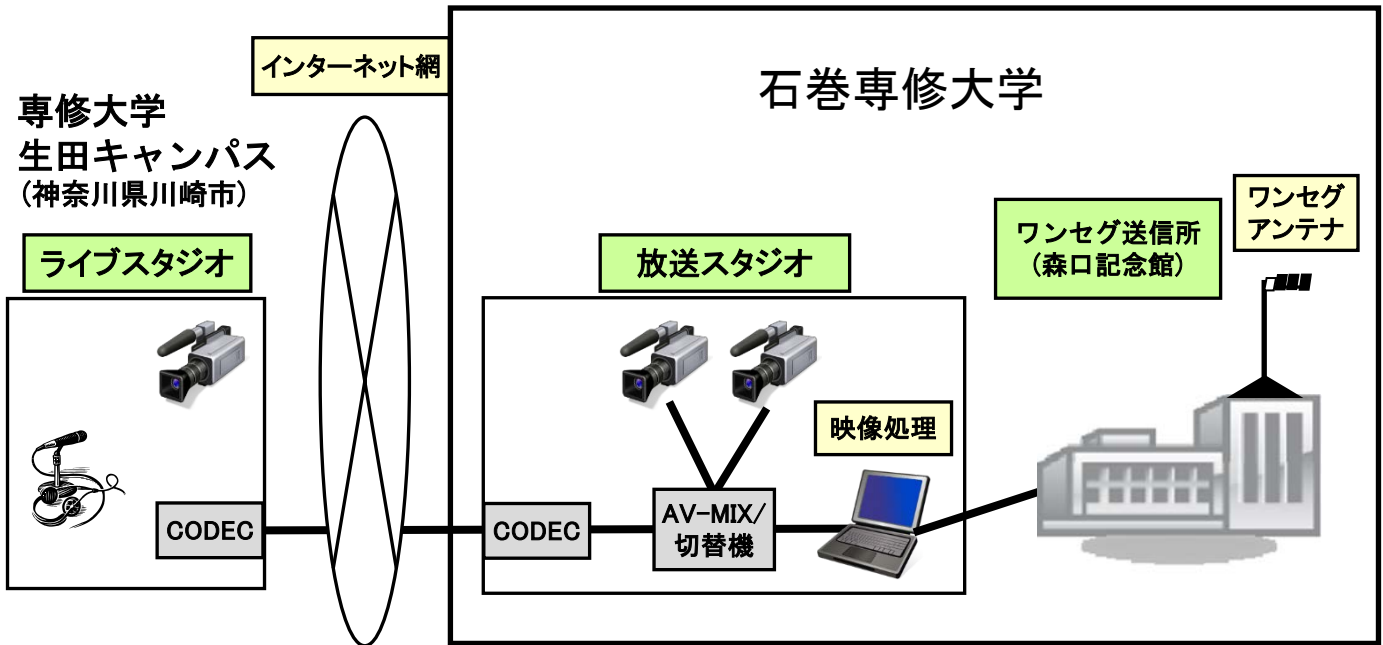 インターネット網
石巻専修大学
専修大学
生田キャンパス
(神奈川県川崎市)
ワンセグ
アンテナ
ワンセグ送信所
(森口記念館)
ライブスタジオ
放送スタジオ
映像処理
CODEC
CODEC
AV-MIX/
切替機